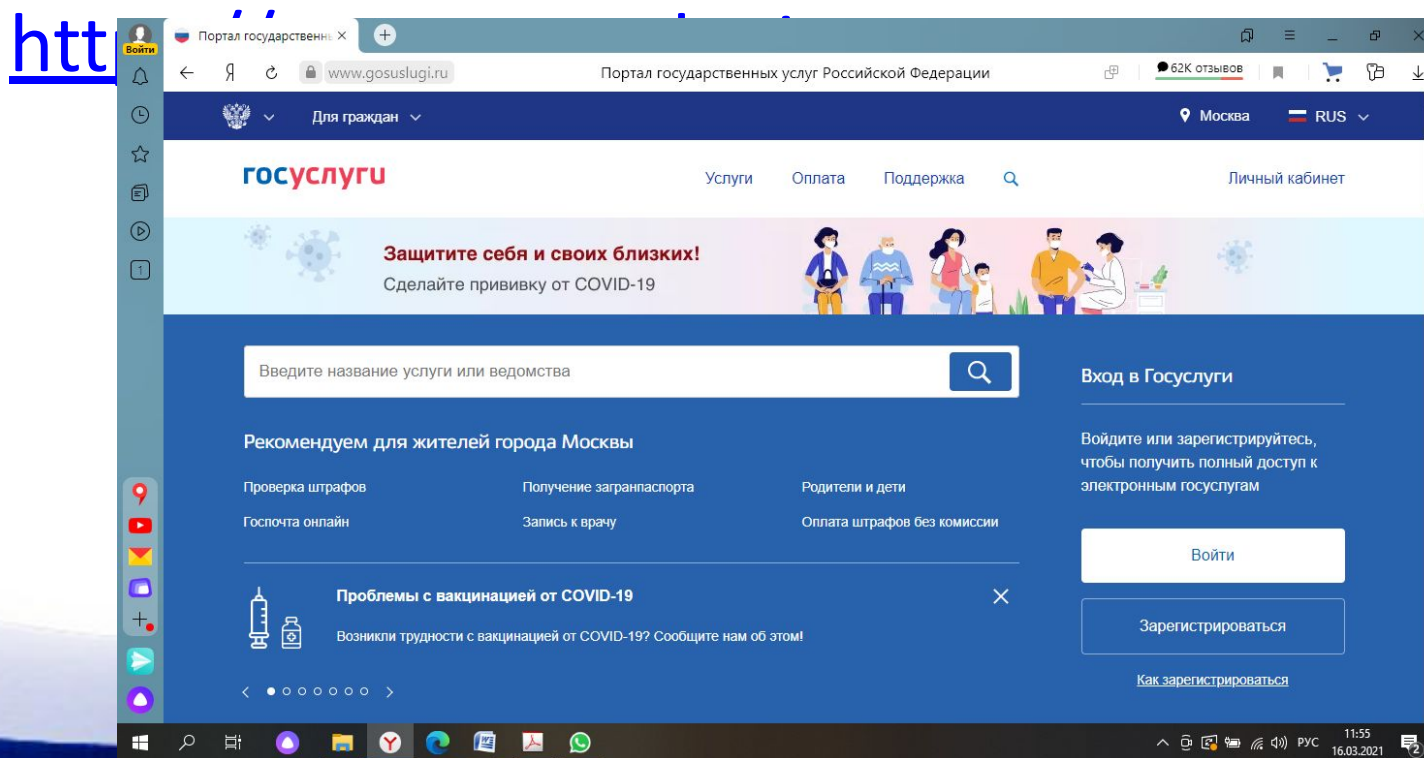 htt
Войти
Портал государственнь
www.gosuslugi.ru
Портал государственных услуг Российской Федерации
62K отзывов
Для граждан
Москва
RUS
госуслуги
Услуги
Оплата
Поддержка
Личный кабинет
Защитите себя и своих близких!
Сделайте прививку от COVID-19
1
Введите название услуги или ведомства
Рекомендуем для жителей города Москвы
Проверка штрафов
Получение загранпаспорта
Родители и дети
Госпочта онлайн
Запись к врачу
Оплата штрафов без комиссии
Проблемы с вакцинацией от COVID-19
Возникли трудности с вакцинацией от COVID-19? Сообщите нам об этом!
Вход в Госуслуги
Войдите или зарегистрируйтесь,
чтобы получить полный доступ к
электронным госуслугам
Войти
Зарегистрироваться
Как зарегистрироваться
РУС
11:55
16.03.2021
2